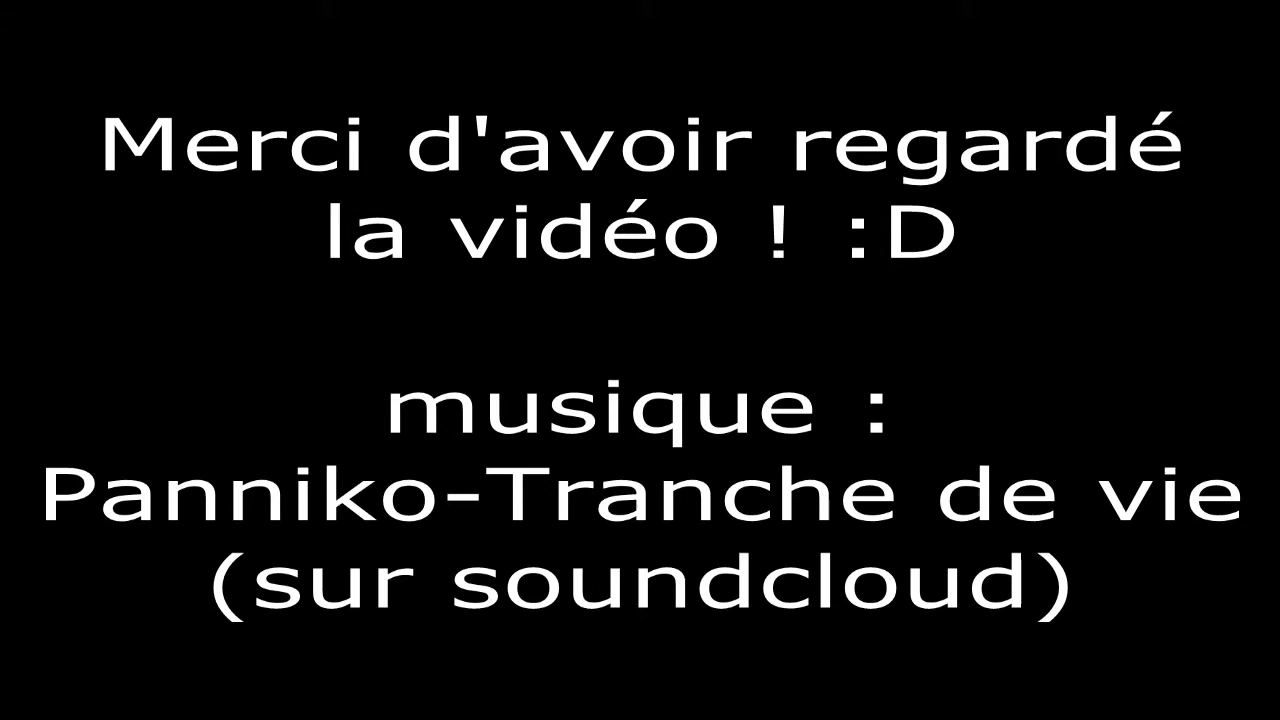 Merci d'avoir regardé
la vidéo ! :D
musique :
Panniko-Tranche de vie
(sur soundcloud)